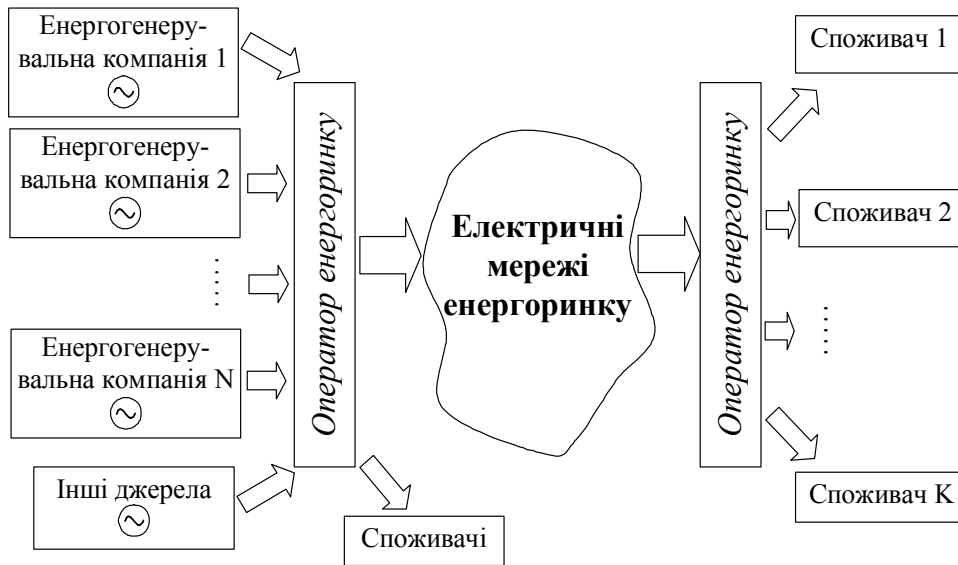 Енергогенеру-
вальна компанія 1
Енергогенеру-
вальна компанія 2
.....
Енергогенеру-
вальна компанія N
Інші джерела
Оператор енергоринку
Споживачі
Електричні
мережі
енергоринку
Оператор енергоринку
Споживач 1
Споживач 2
.....
Споживач K